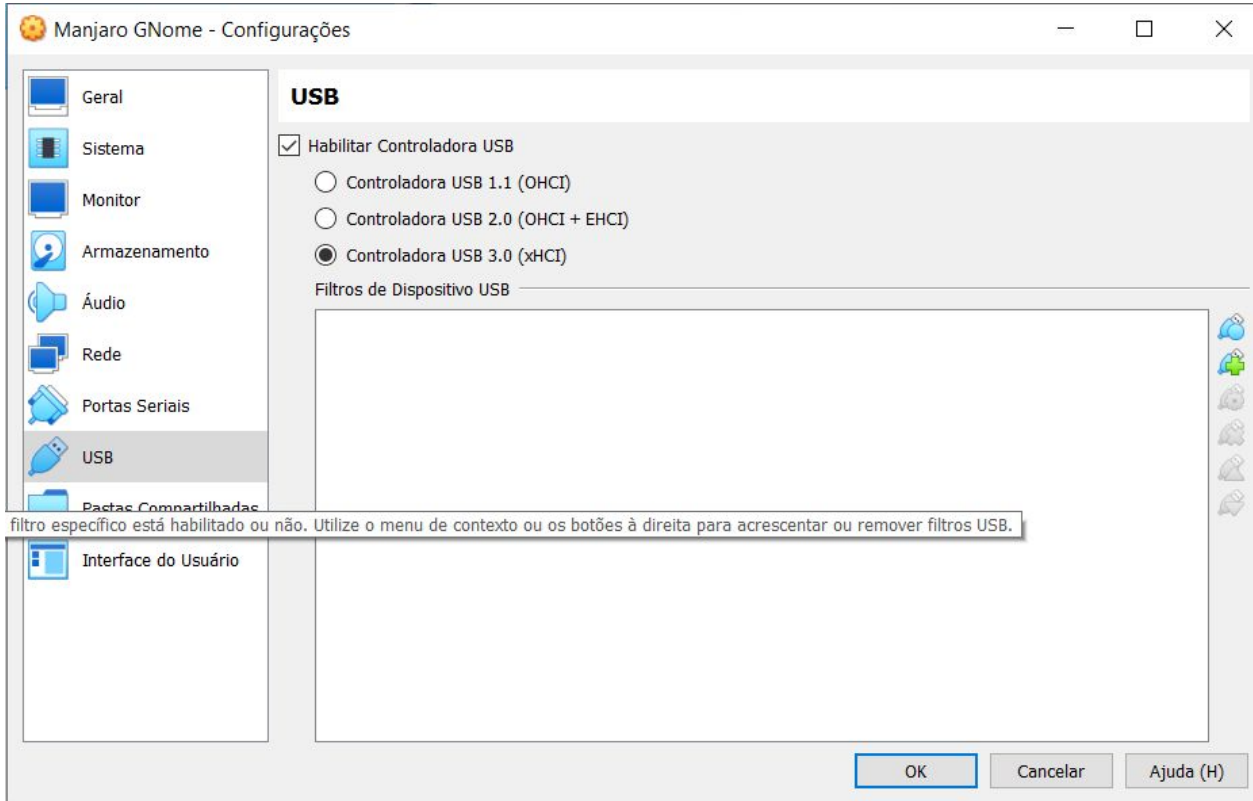 Manjaro GNome - Configurações
Geral
Sistema
Monitor
Armazenamento
Áudio
Rede
Portas Seriais
USB
Pastas Compartilhadas
Interface do Usuário
USB
Habilitar Controladora USB
Controladora USB 1.1 (OHCI)
Controladora USB 2.0 (OHCI + EHCI)
Controladora USB 3.0 (xHCI)
Filtros de Dispositivo USB
filtro específico está habilitado ou não. Utilize o menu de contexto ou os botões à direita para acrescentar ou remover filtros USB.
OK
Cancelar
Ajuda (H)